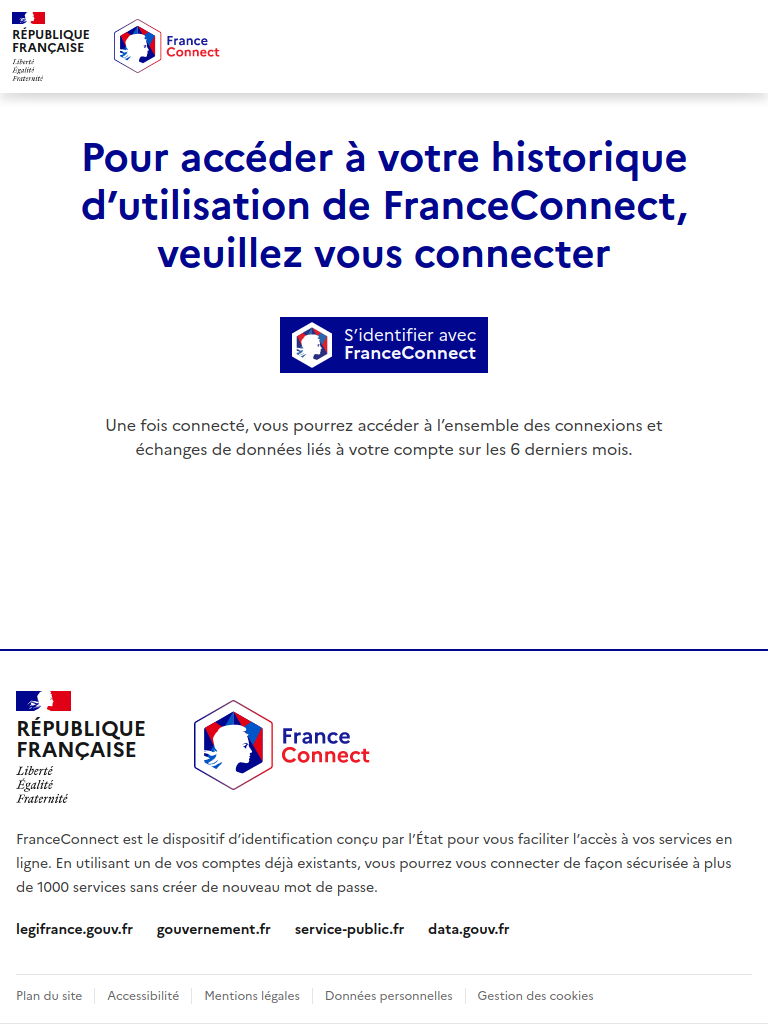 RÉPUBLIQUE
FRANÇAISE
Liberté
Égalité
Fraternité
France
Connect
Pour accéder à votre historique
d’utilisation de FranceConnect,
veuillez vous connecter
S’identifier avec
FranceConnect
Une fois connecté, vous pourrez accéder à l’ensemble des connexions et
échanges de données liés à votre compte sur les 6 derniers mois.
RÉPUBLIQUE
FRANÇAISE
Liberté
Égalité
Fraternité
France
Connect
FranceConnect est le dispositif d’identification conçu par l’État pour vous faciliter l’accès à vos services en
ligne. En utilisant un de vos comptes déjà existants, vous pourrez vous connecter de façon sécurisée à plus
de 1000 services sans créer de nouveau mot de passe.
legifrance.gouv.fr gouvernement.fr service-public.fr data.gouv.fr
Plan du site Accessibilité Mentions légales Données personnelles Gestion des cookies